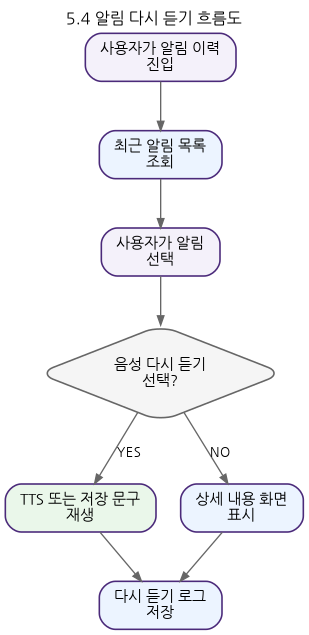 5.4 알림 다시 듣기 흐름도
사용자가 알림 이력
진입
최근 알림 목록
조회
사용자가 알림
선택
음성 다시 듣기
선택?
YES
NO
TTS 또는 저장 문구
재생
상세 내용 화면
표시
다시 듣기 로그
저장